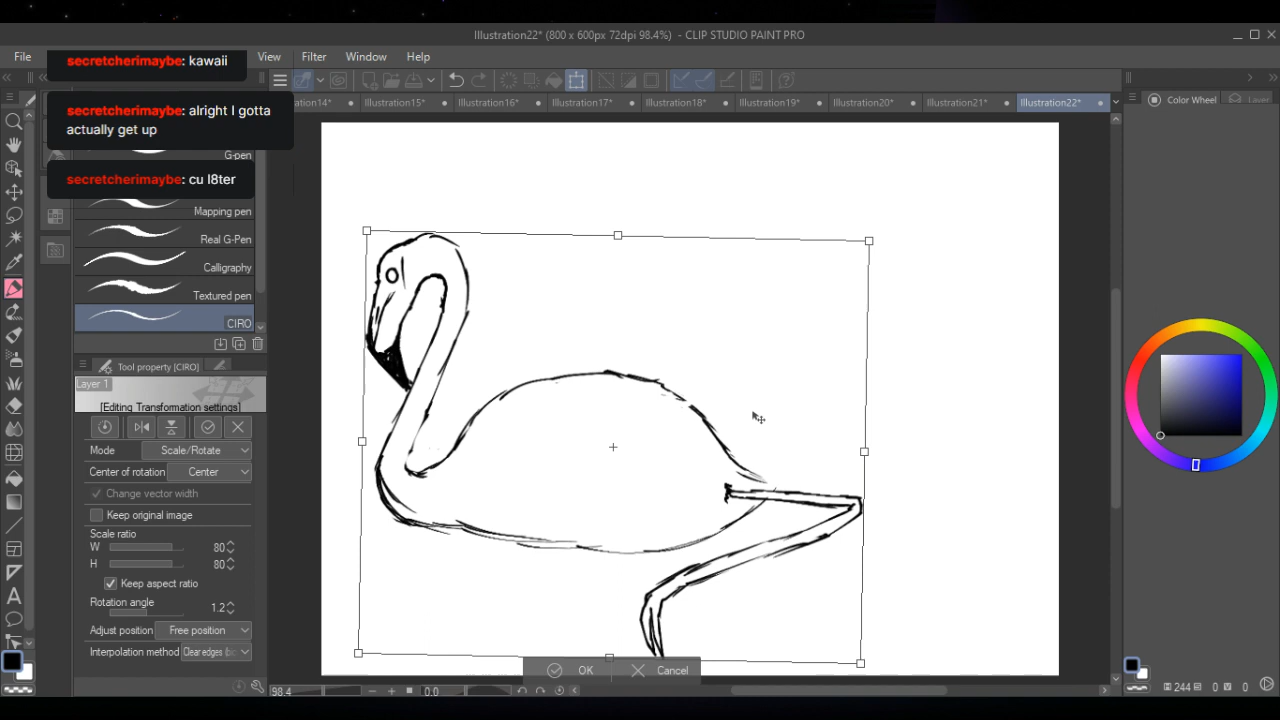 Illustration22* (800 x 600px 72dpi 98.4%) - CLIP STUDIO PAINT PRO
File
View
Filter
Window
Help
secretcherimaybe: kawaii
secretcherimaybe: alright I gotta
actually get up
secretcherimaybe: cu l8ter
Illustration15*
Illustration16*
Illustration17*
Illustration18*
Illustration19*
Illustration20*
Illustration21*
Illustration22*
Color Wheel
Layer
G-pen
Mapping pen
Real G-Pen
Calligraphy
Textured pen
CIRO
Tool property [CIRO]
Layer 1
[Editing Transformation settings]
Mode
Scale/Rotate
Center of rotation
Center
Change vector width
Keep original image
Scale ratio
W
80
H
80
Keep aspect ratio
Rotation angle
1.2
Adjust position
Free position
Interpolation method
Clear edges
OK
Cancel
98.4
0.0
H 244 S 0 V 0